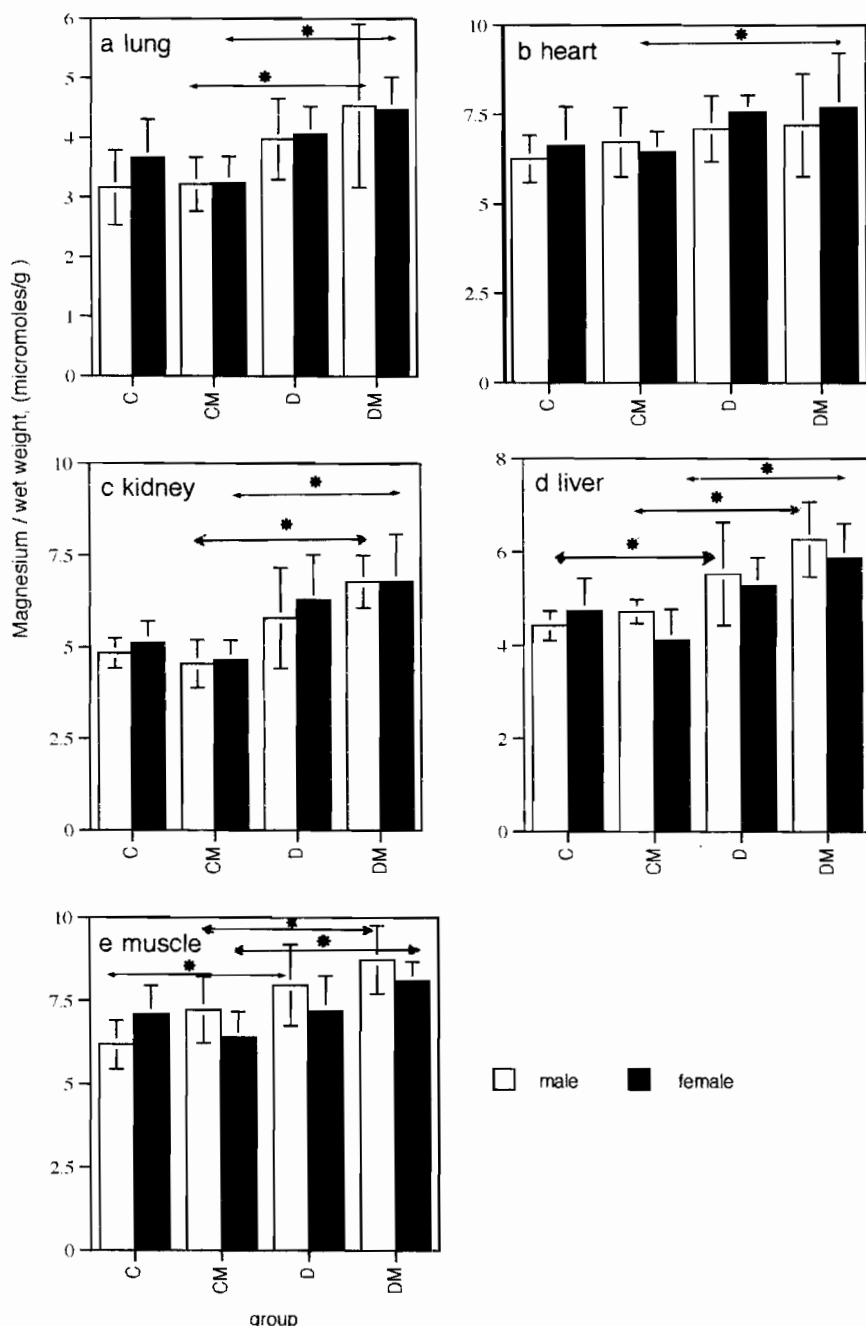 Magnesium / wet weight, (micromoles/g)
a lung
6
5
4
3
2
1
0
*
*
C CM D DM
b heart
10
7.5
5
2.5
0
*
C CM D DM
c kidney
10
7.5
5
2.5
0
*
*
C CM D DM
d liver
8
6
4
2
0
*
*
*
C CM D DM
e muscle
10
7.5
5
2.5
0
*
*
*
C CM D DM
group
male
female